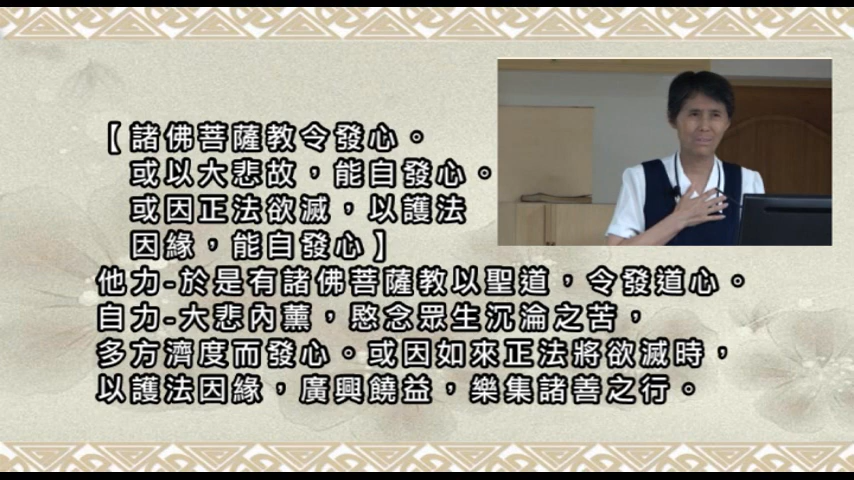 【諸佛菩薩教令發心。
或以大悲故，能自發心。
或因正法欲滅，以護法
因緣，能自發心】
他力-於是有諸佛菩薩教以聖道，令發道心。
自力-大悲內薰，愍念眾生沉淪之苦，
多方濟度而發心。或因如來正法將欲滅時，
以護法因緣，廣興饒益，樂集諸善之行。